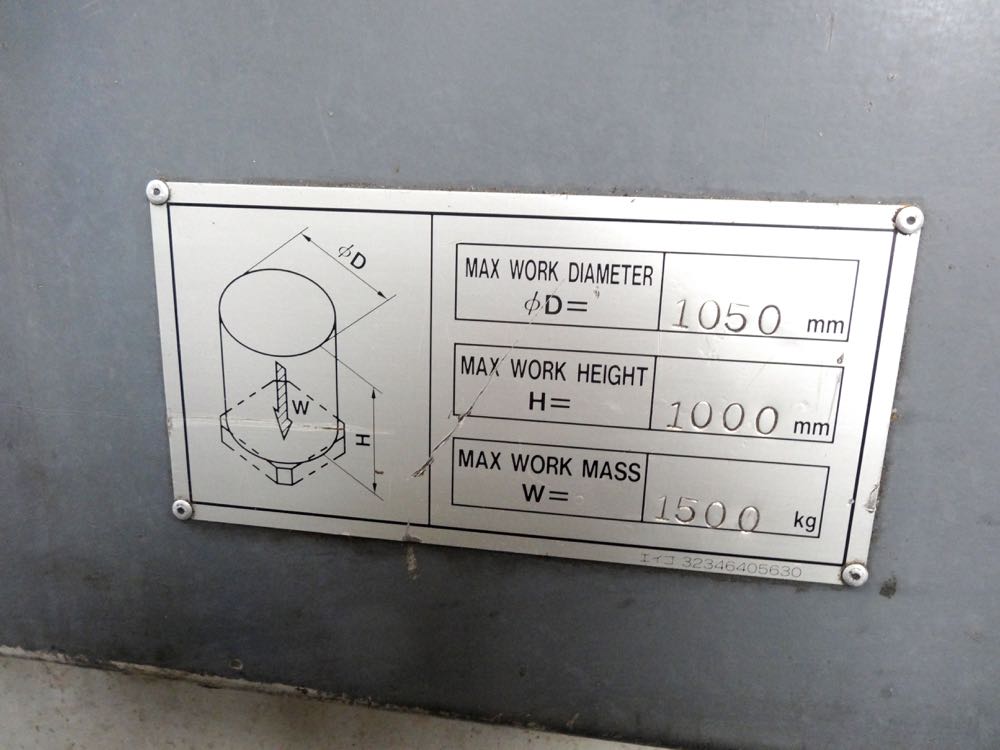 φD
W
H
MAX WORK DIAMETER
φD= 1050 mm
MAX WORK HEIGHT
H= 1000 mm
MAX WORK MASS
W= 1500 kg
エイコ 32346405630